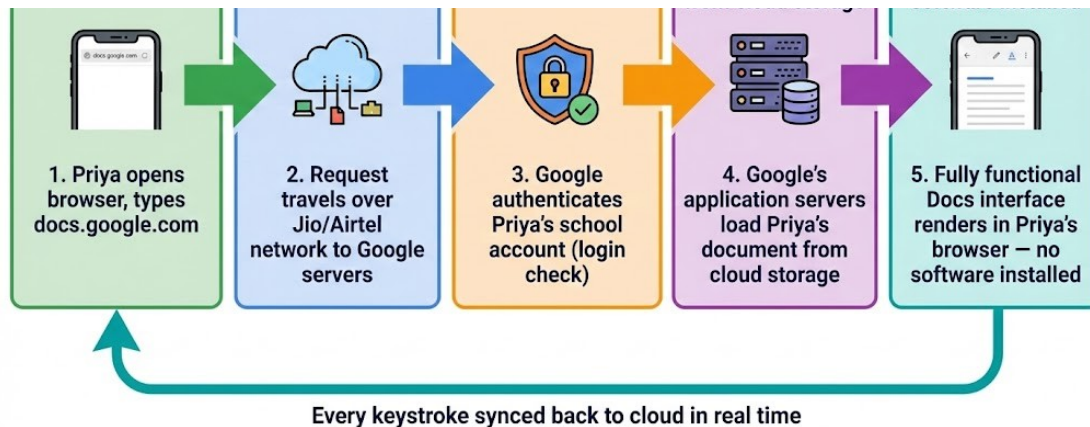 docs.google.com
1. Priya opens
browser, types
docs.google.com
2. Request
travels over
Jio/Airtel
network to Google
servers
3. Google
authenticates
Priya's school
account (login
check)
4. Google's
application servers
load Priya's
document from
cloud storage
5. Fully functional
Docs interface
renders in Priya's
browser — no
software installed
Every keystroke synced back to cloud in real time